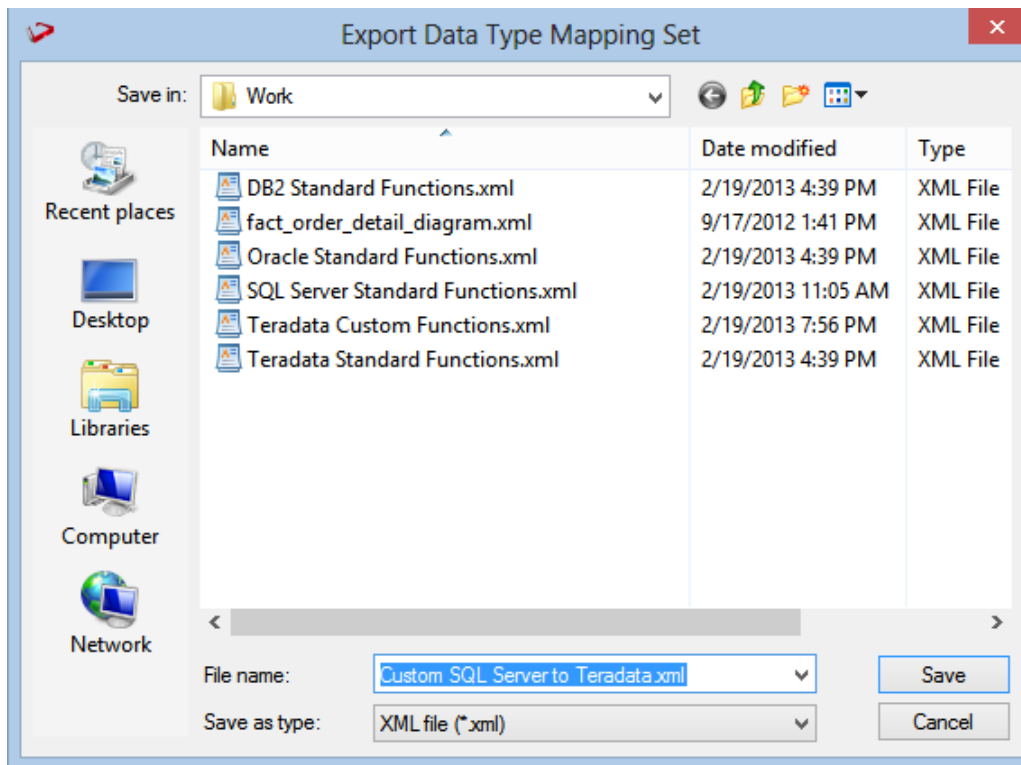 Export Data Type Mapping Set
Save in: Work
Name Date modified Type
DB2 Standard Functions.xml 2/19/2013 4:39 PM XML File
fact_order_detail_diagram.xml 9/17/2012 1:41 PM XML File
Oracle Standard Functions.xml 2/19/2013 4:39 PM XML File
SQL Server Standard Functions.xml 2/19/2013 11:05 AM XML File
Teradata Custom Functions.xml 2/19/2013 7:56 PM XML File
Teradata Standard Functions.xml 2/19/2013 4:39 PM XML File
Recent places
Desktop
Libraries
Computer
Network
File name: Custom SQL Server to Teradata.xml Save
Save as type: XML file (*.xml) Cancel